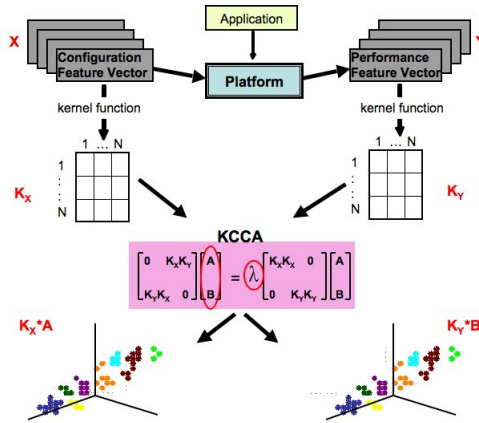 Application
X
Y
Configuration
Feature Vector
Platform
Performance
Feature Vector
kernel function
kernel function
1 ... N
1
:
:
N
K_X
1 ... N
1
:
:
N
K_Y
KCCA
[0 K_XK_Y] [A] = λ [K_XK_X 0] [A]
[K_YK_X 0] [B] [0 K_YK_Y] [B]
K_X*A
K_Y*B